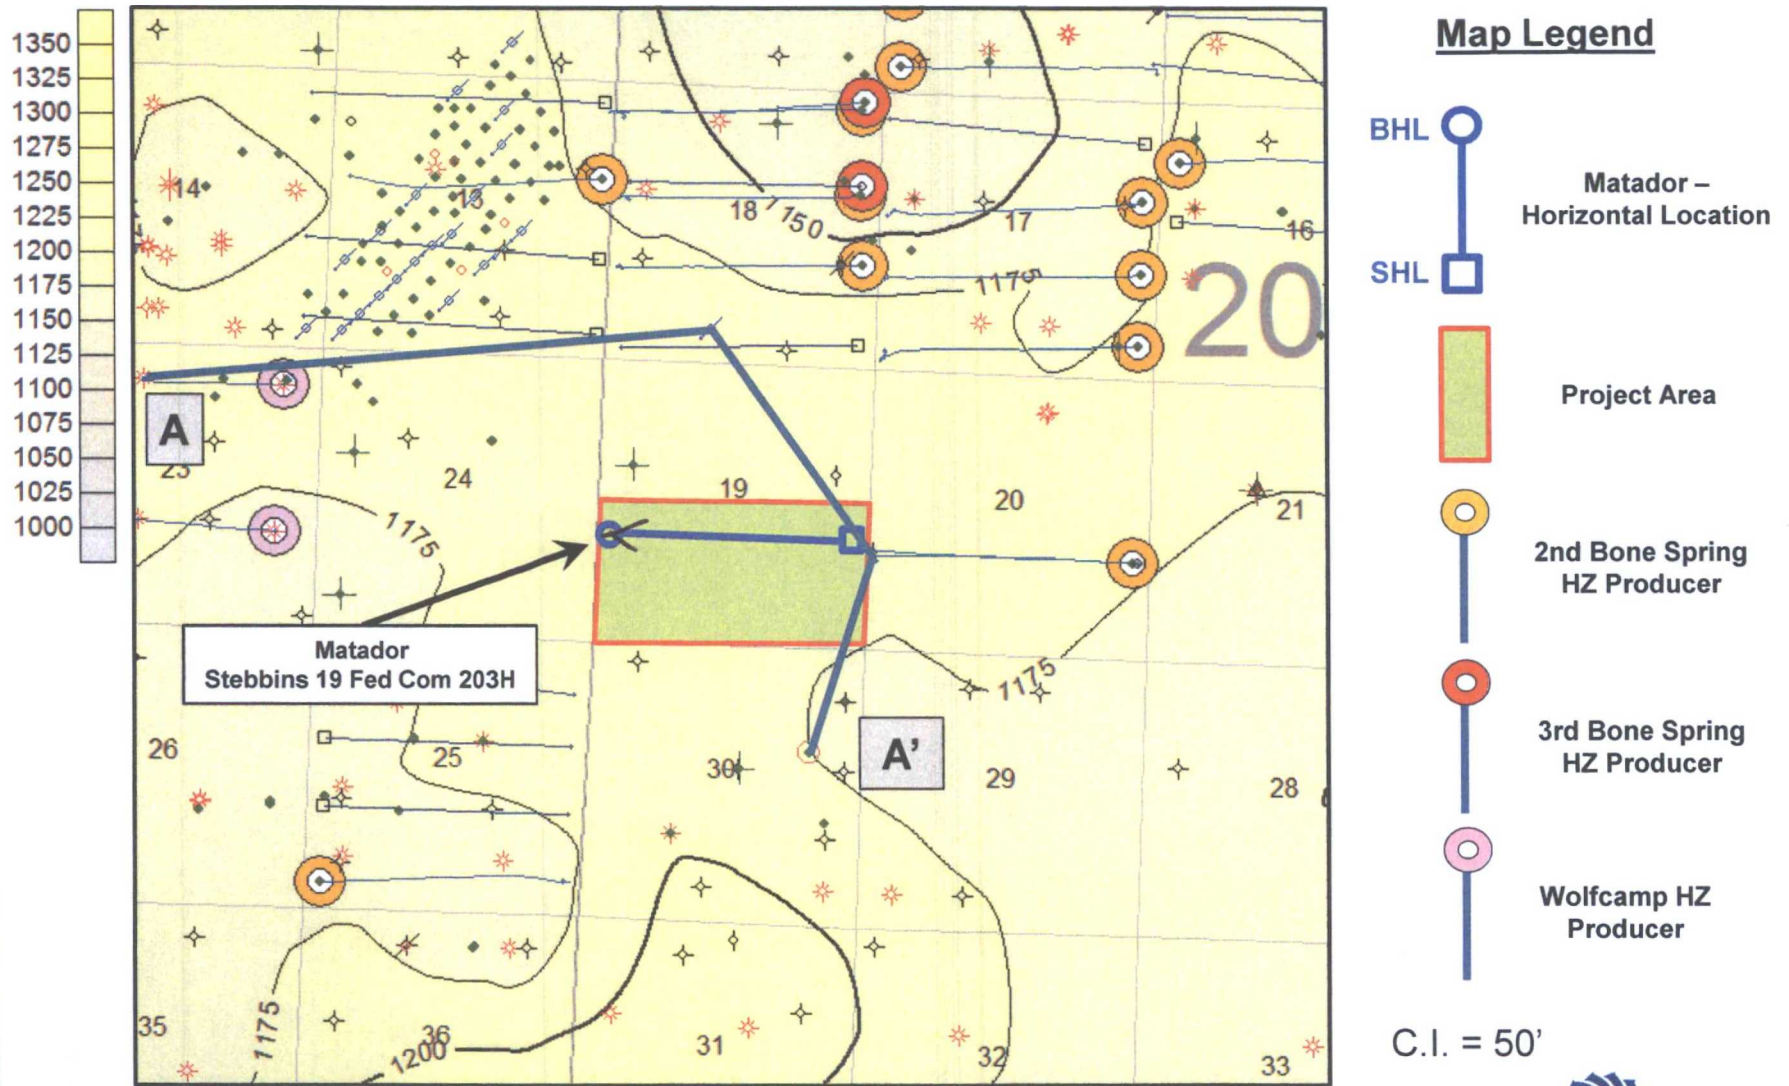 1350
1325
1300
1275
1250
1225
1200
1175
1150
1125
1100
1075
1050
1025
1000
14
13
18
1150
17
16
1175
20
A
23
24
19
20
21
1175
Matador
Stebbins 19 Fed Com 203H
1175
26
25
30
A’
29
28
35
1175
36
1200
31
32
33
Map Legend
BHL
SHL
Matador –
Horizontal Location
Project Area
2nd Bone Spring
HZ Producer
3rd Bone Spring
HZ Producer
Wolfcamp HZ
Producer
C.I. = 50’